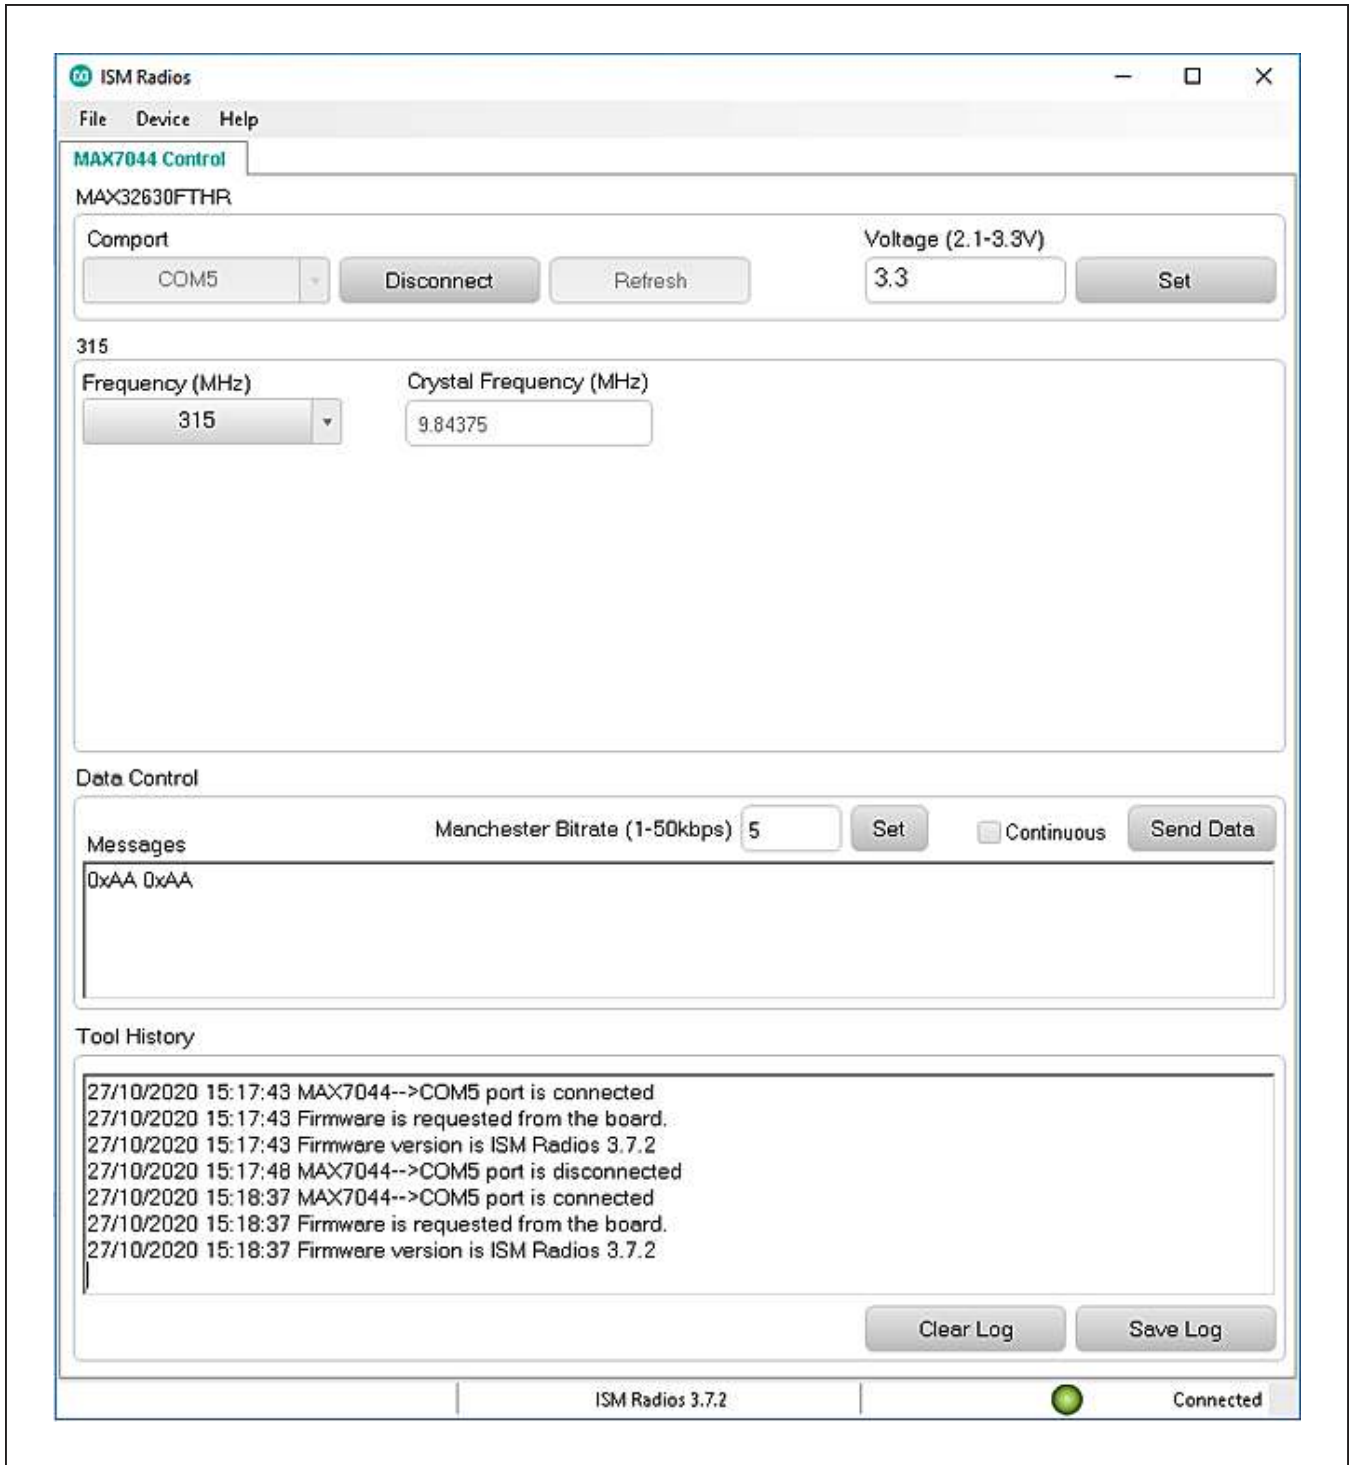 ISM Radios
File Device Help
MAX7044 Control
MAX32630FTHR
Comport Voltage (2.1-3.3V)
COM5 Disconnect Refresh 3.3 Set
315
Frequency (MHz) Crystal Frequency (MHz)
315 9.84375
Data Control
Messages Manchester Bitrate (1-50kbps) 5 Set Continuous Send Data
0xAA 0xAA
Tool History
27/10/2020 15:17:43 MAX7044-->COM5 port is connected
27/10/2020 15:17:43 Firmware is requested from the board.
27/10/2020 15:17:43 Firmware version is ISM Radios 3.7.2
27/10/2020 15:17:48 MAX7044-->COM5 port is disconnected
27/10/2020 15:18:37 MAX7044-->COM5 port is connected
27/10/2020 15:18:37 Firmware is requested from the board.
27/10/2020 15:18:37 Firmware version is ISM Radios 3.7.2
Clear Log Save Log
ISM Radios 3.7.2 Connected